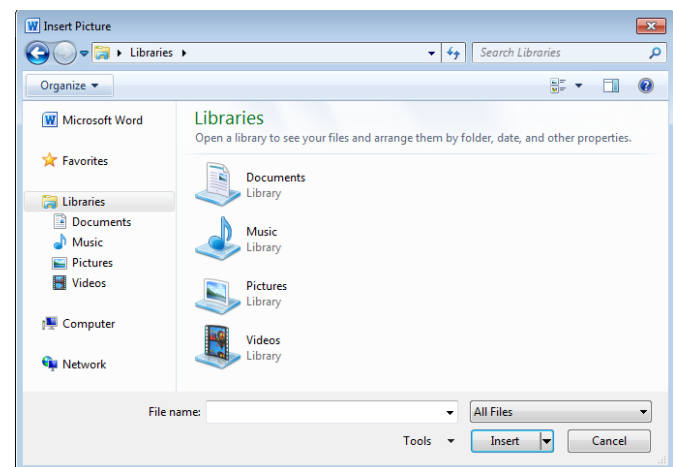 Insert Picture
Libraries
Search Libraries
Organize
Microsoft Word
Favorites
Libraries
Documents
Music
Pictures
Videos
Computer
Network
Libraries
Open a library to see your files and arrange them by folder, date, and other properties.
Documents
Library
Music
Library
Pictures
Library
Videos
Library
File name:
All Files
Tools
Insert
Cancel